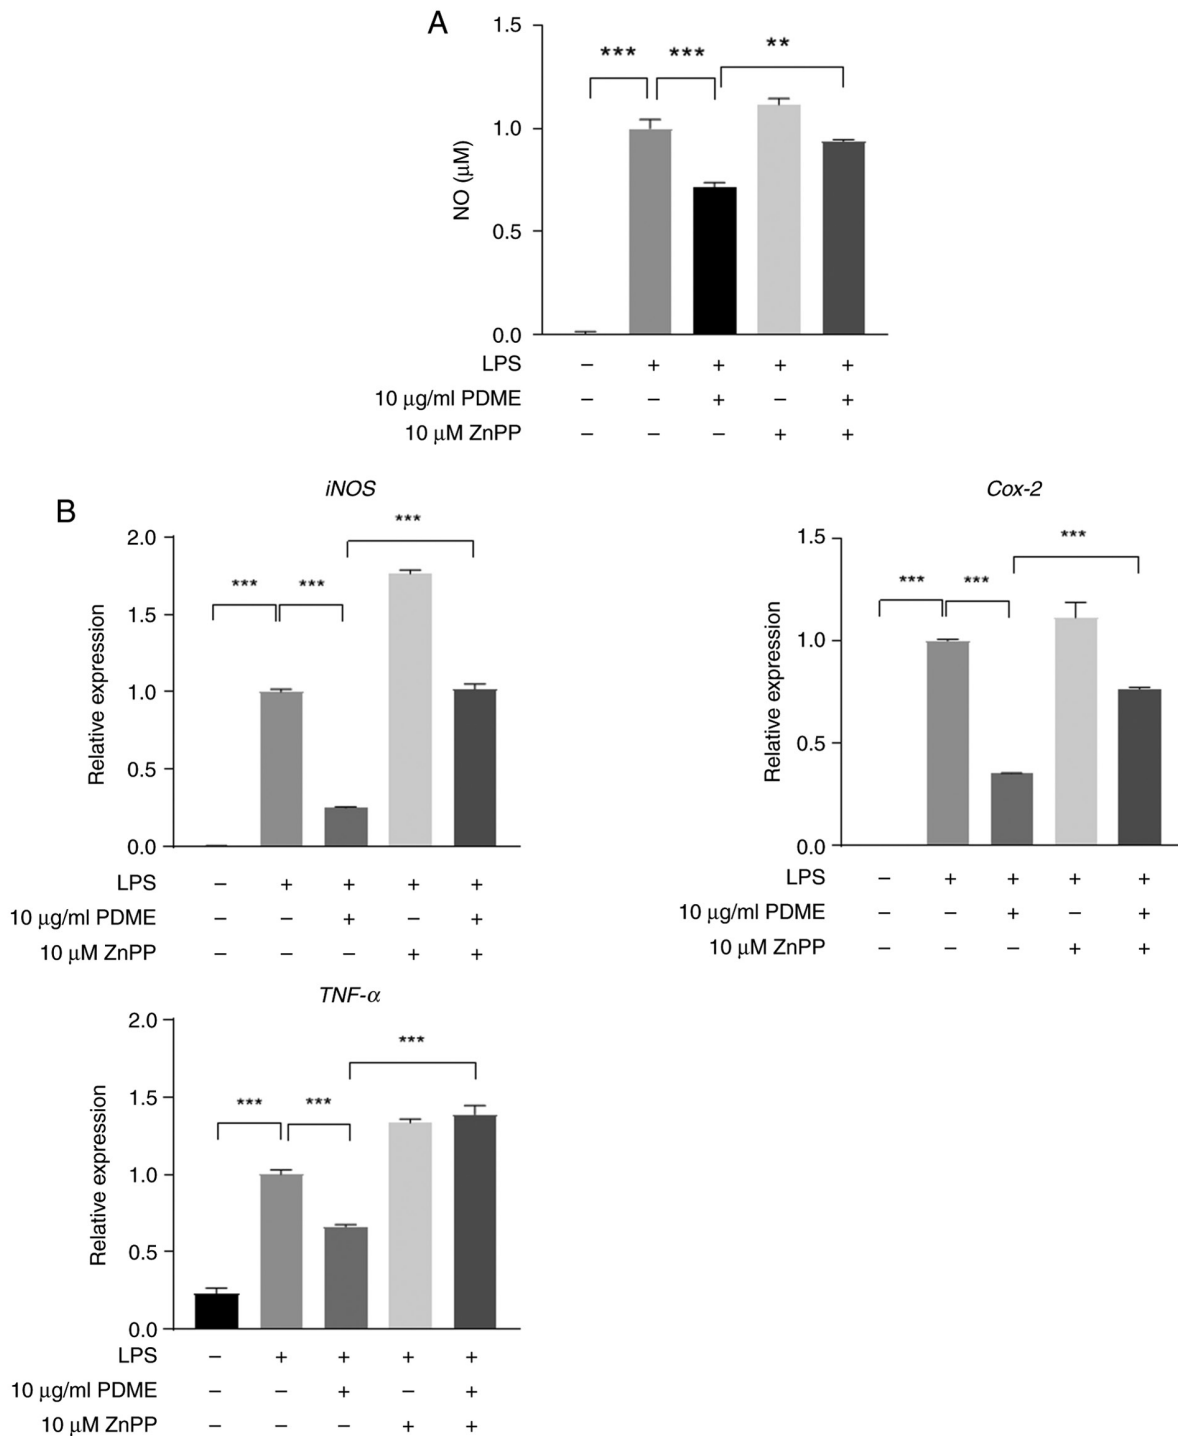 A
1.5
1.0
0.5
0.0
NO (μM)
*** *** **
LPS – + + + +
10 μg/ml PDME – – + – +
10 μM ZnPP – – – + +
B
iNOS
2.0
1.5
1.0
0.5
0.0
Relative expression
*** *** ***
LPS – + + + +
10 μg/ml PDME – – + – +
10 μM ZnPP – – – + +
Cox-2
1.5
1.0
0.5
0.0
Relative expression
*** *** ***
LPS – + + + +
10 μg/ml PDME – – + – +
10 μM ZnPP – – – + +
TNF-α
2.0
1.5
1.0
0.5
0.0
Relative expression
*** *** ***
LPS – + + + +
10 μg/ml PDME – – + – +
10 μM ZnPP – – – + +